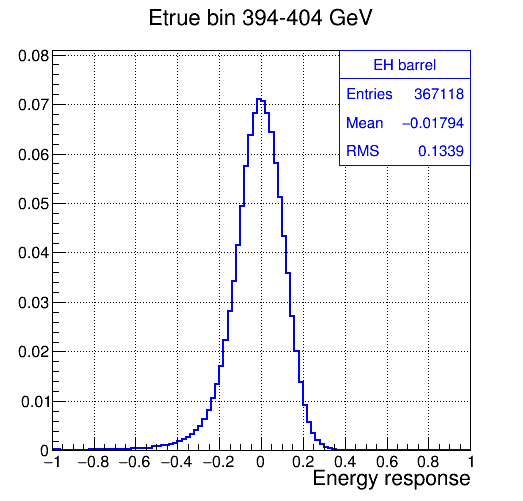 Etrue bin 394-404 GeV
EH barrel
Entries 367118
Mean −0.01794
RMS 0.1339
0.08
0.07
0.06
0.05
0.04
0.03
0.02
0.01
0
−1 −0.8 −0.6 −0.4 −0.2 0 0.2 0.4 0.6 0.8 1
Energy response